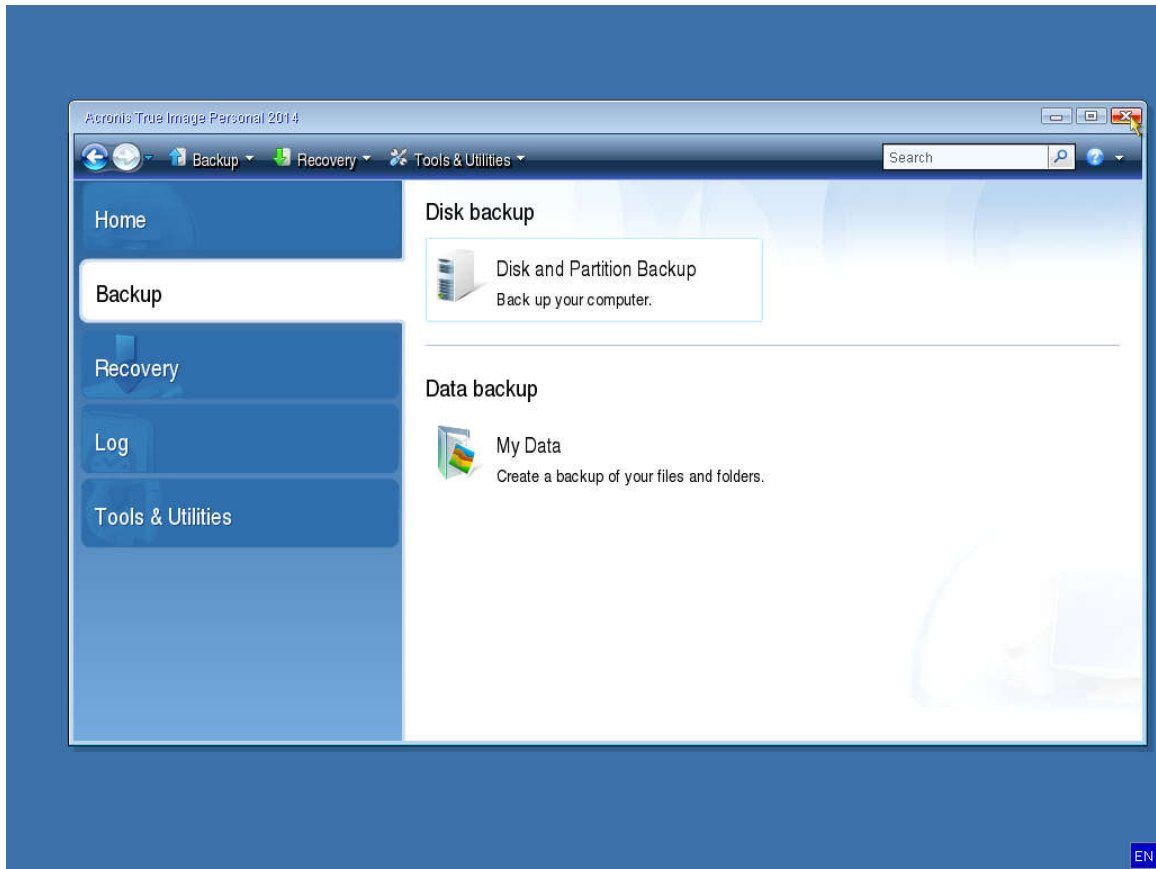 Acronis True Image Personal 2014
Backup Recovery Tools & Utilities Search
Home
Backup
Recovery
Log
Tools & Utilities
Disk backup
Disk and Partition Backup
Back up your computer.
Data backup
My Data
Create a backup of your files and folders.
EN